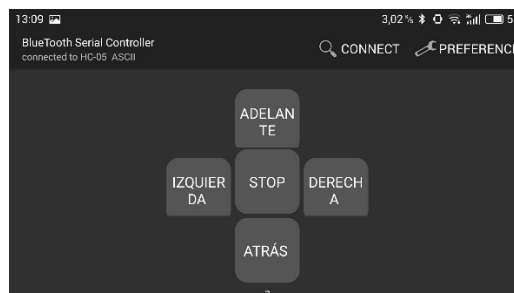 13:09 3,02 % 5
BlueTooth Serial Controller
connected to HC-05 ASCII
CONNECT PREFERENC
ADELAN
TE
IZQUIER
DA
STOP
DERECH
A
ATRÁS